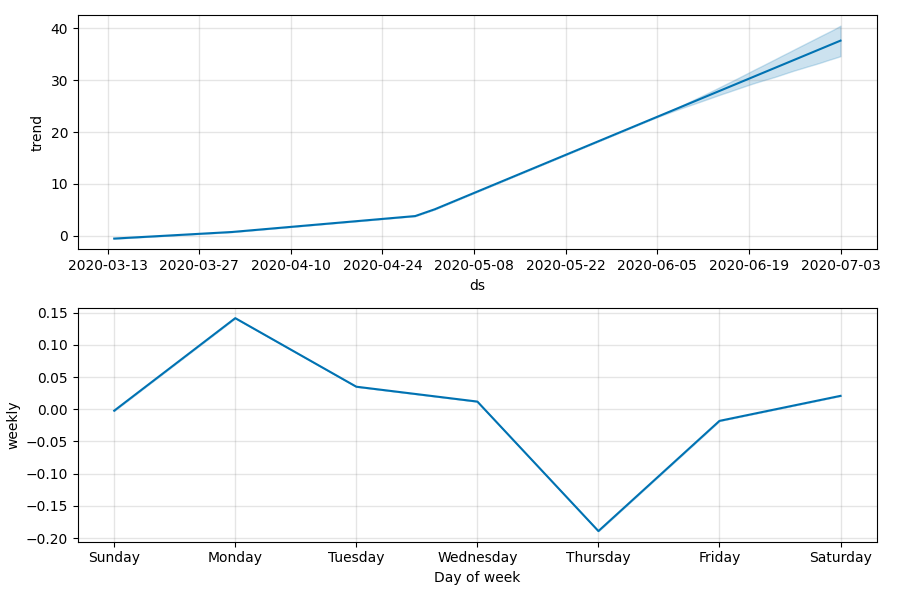 40
30
20
10
0
trend
2020-03-13 2020-03-27 2020-04-10 2020-04-24 2020-05-08 2020-05-22 2020-06-05 2020-06-19 2020-07-03
ds
0.15
0.10
0.05
0.00
−0.05
−0.10
−0.15
−0.20
weekly
Sunday Monday Tuesday Wednesday Thursday Friday Saturday
Day of week